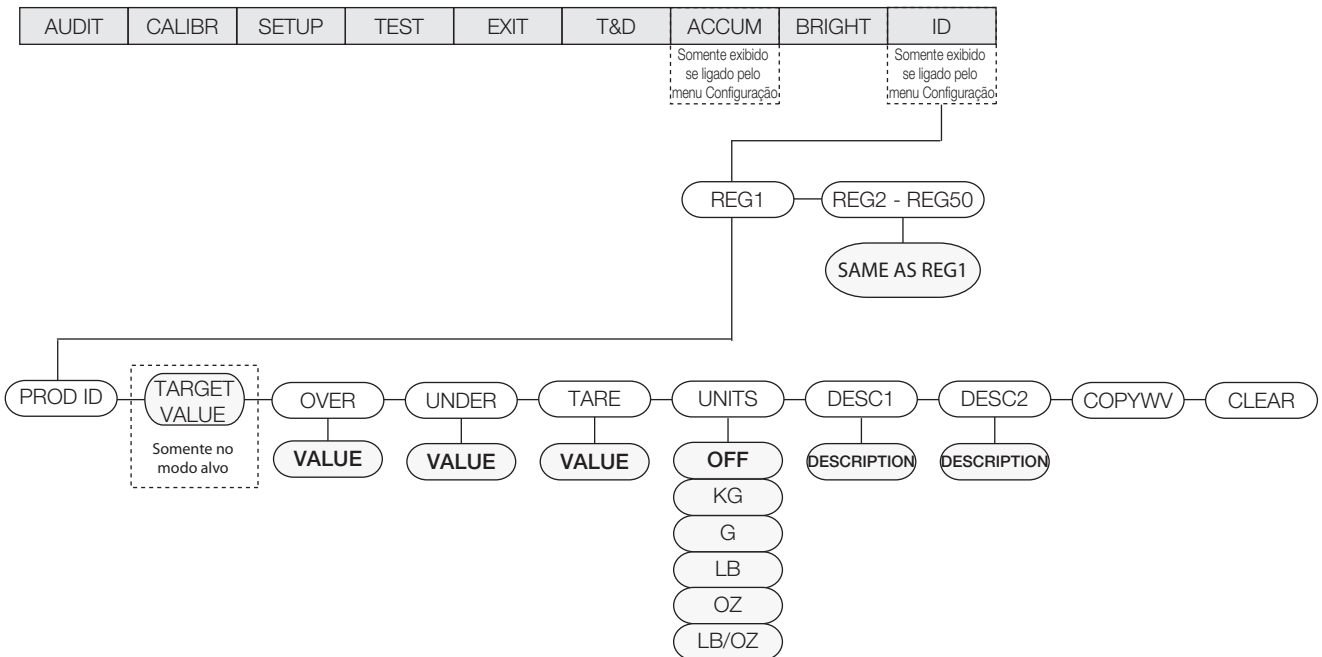 AUDIT CALIBR SETUP TEST EXIT T&D ACCUM BRIGHT ID
Somente exibido
se ligado pelo
menu Configuração
Somente exibido
se ligado pelo
menu Configuração
REG1 REG2 - REG50
SAME AS REG1
PROD ID
TARGET
VALUE
Somente no
modo alvo
OVER UNDER TARE UNITS DESC1 DESC2 COPYWV CLEAR
VALUE VALUE VALUE OFF DESCRIPTION DESCRIPTION
KG
G
LB
OZ
LB/OZ